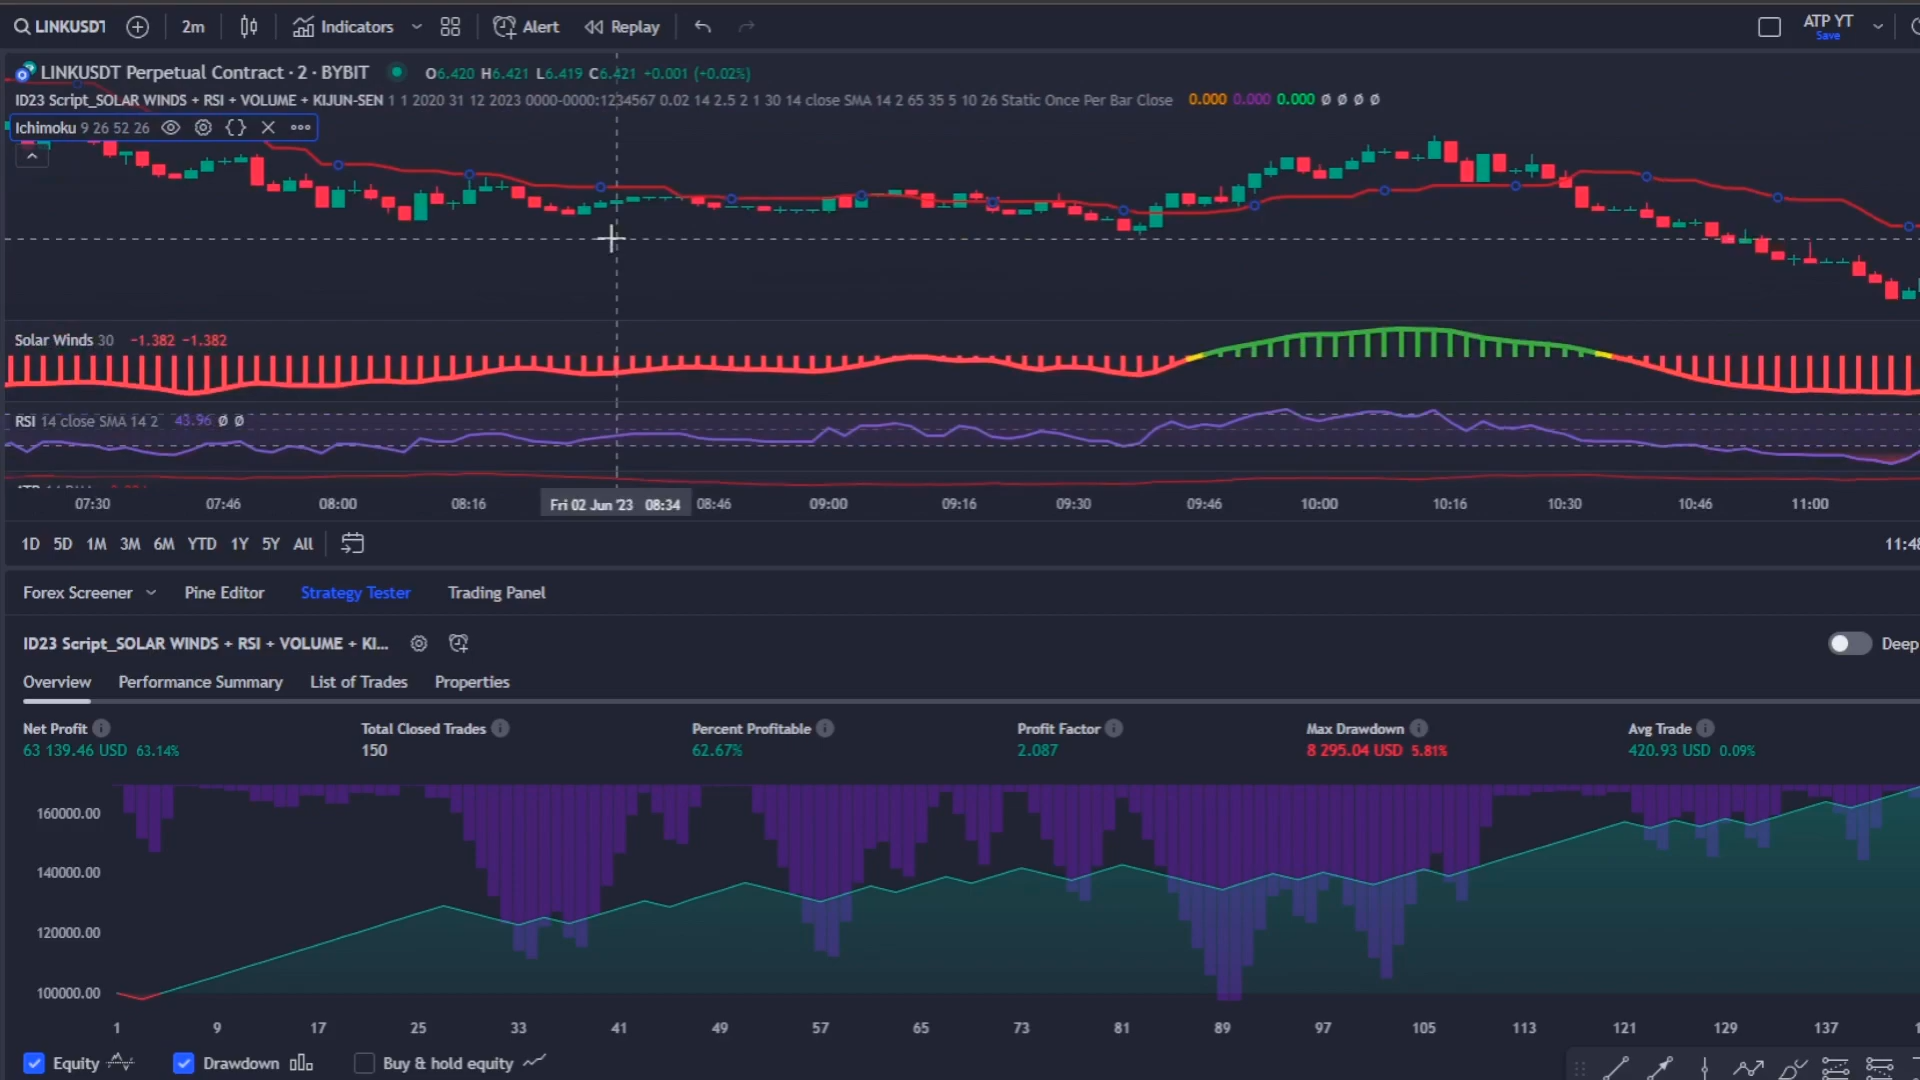 LINKUSDT 2m Indicators Alert Replay ATP YT
Save
LINKUSDT Perpetual Contract · 2 · BYBIT O6.420 H6.421 L6.419 C6.421 +0.001 (+0.02%)
ID23 Script_SOLAR WINDS + RSI + VOLUME + KIJUN-SEN 1 1 2020 31 12 2023 0000-0000:1234567 0.02 14 2.5 2 1 30 14 close SMA 14 2 65 35 5 10 26 Static Once Per Bar Close 0.000 0.000 0.000 Ø Ø Ø Ø
Ichimoku 9 26 52 26
Solar Winds 30 −1.382 −1.382
RSI 14 close SMA 14 2 43.96 Ø Ø
07:30 07:46 08:00 08:16 Fri 02 Jun '23 08:34 08:46 09:00 09:16 09:30 09:46 10:00 10:16 10:30 10:46 11:00
1D 5D 1M 3M 6M YTD 1Y 5Y All 11:48
Forex Screener Pine Editor Strategy Tester Trading Panel
ID23 Script_SOLAR WINDS + RSI + VOLUME + KI... Deep
Overview Performance Summary List of Trades Properties
Net Profit Total Closed Trades Percent Profitable Profit Factor Max Drawdown Avg Trade
63 139.46 USD 63.14% 150 62.67% 2.087 8 295.04 USD 5.81% 420.93 USD 0.09%
160000.00
140000.00
120000.00
100000.00
1 9 17 25 33 41 49 57 65 73 81 89 97 105 113 121 129 137
Equity Drawdown Buy & hold equity